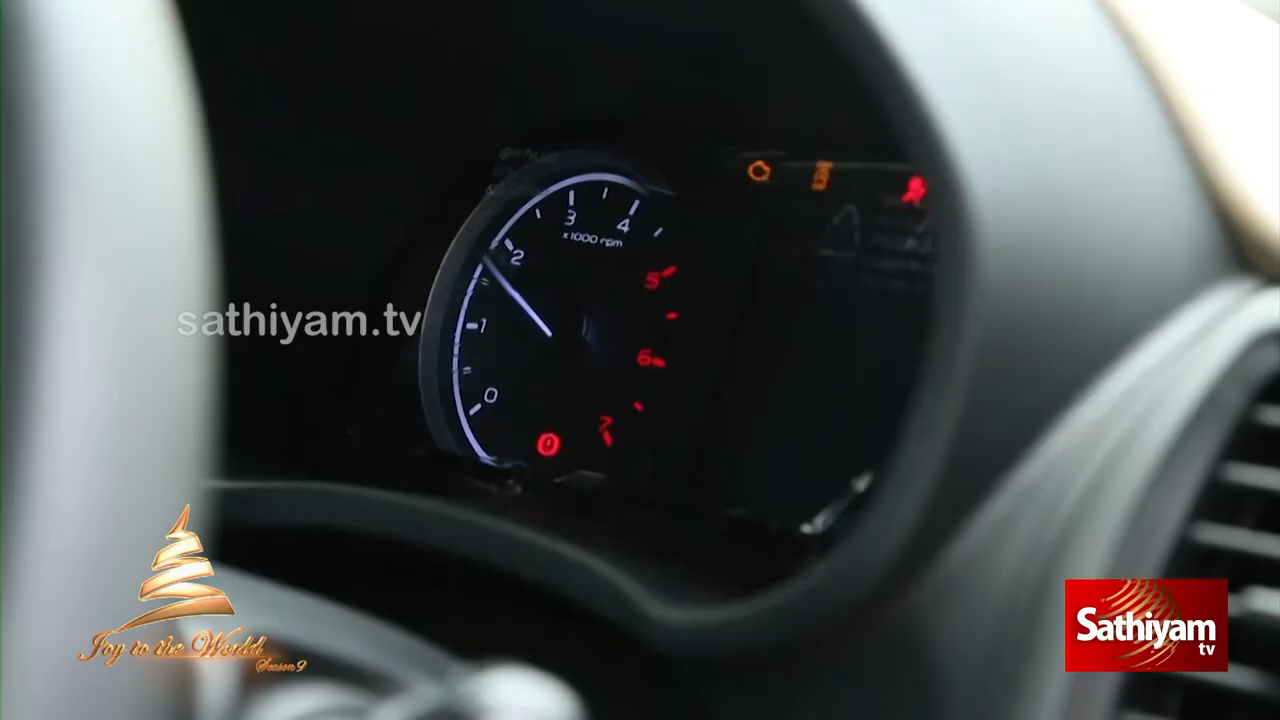 3
4
x1000 rpm
2
5
sathiyam.tv
1
6
0
7
Joy to the World
Season 9
Sathiyam
tv